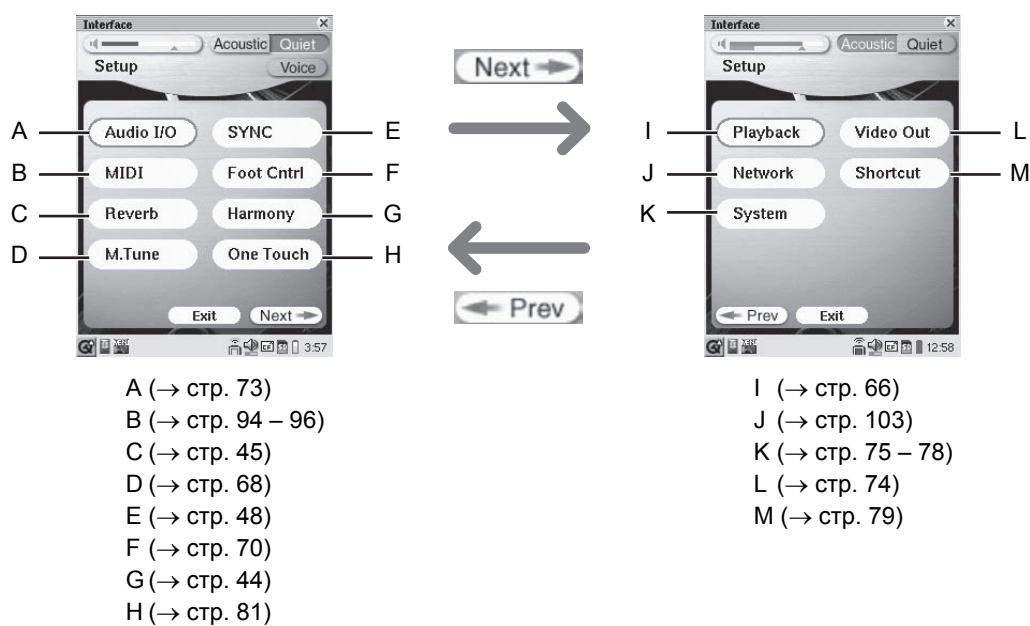 Interface
Acoustic Quiet
Setup Voice
A Audio I/O SYNC E
B MIDI Foot Cntrl F
C Reverb Harmony G
D M.Tune One Touch H
Exit Next
3:57
Next
Prev
Interface
Acoustic Quiet
Setup
I Playback Video Out L
J Network Shortcut M
K System
Prev Exit
12:58
A (→ стр. 73)
B (→ стр. 94 – 96)
C (→ стр. 45)
D (→ стр. 68)
E (→ стр. 48)
F (→ стр. 70)
G (→ стр. 44)
H (→ стр. 81)
I (→ стр. 66)
J (→ стр. 103)
K (→ стр. 75 – 78)
L (→ стр. 74)
M (→ стр. 79)